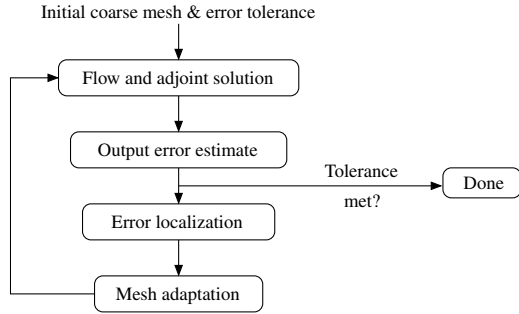 Initial coarse mesh & error tolerance
Flow and adjoint solution
Output error estimate
Tolerance
met?
Done
Error localization
Mesh adaptation